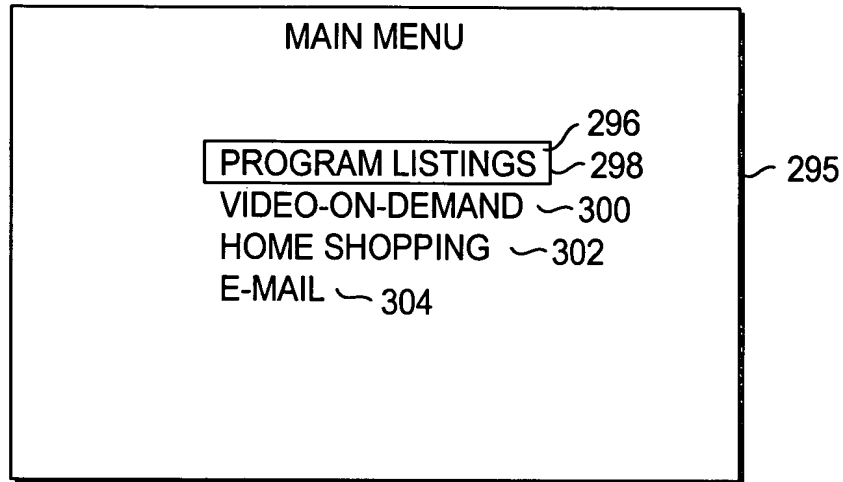 MAIN MENU
296
PROGRAM LISTINGS 298
295
VIDEO-ON-DEMAND 300
HOME SHOPPING 302
E-MAIL 304